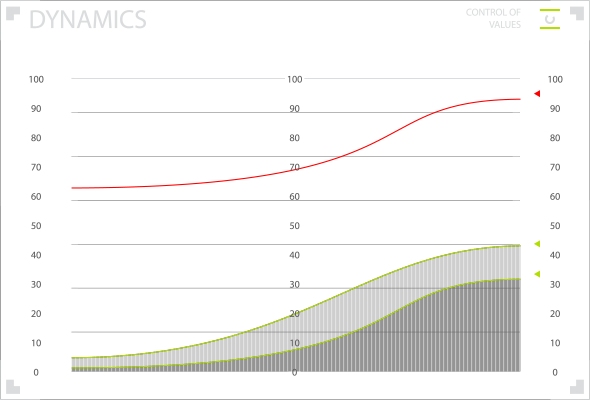 DYNAMICS
CONTROL OF
VALUES
C
100 100 100
90 90 90
80 80 80
70 70 70
60 60 60
50 50 50
40 40 40
30 30 30
20 20 20
10 10 10
0 0 0